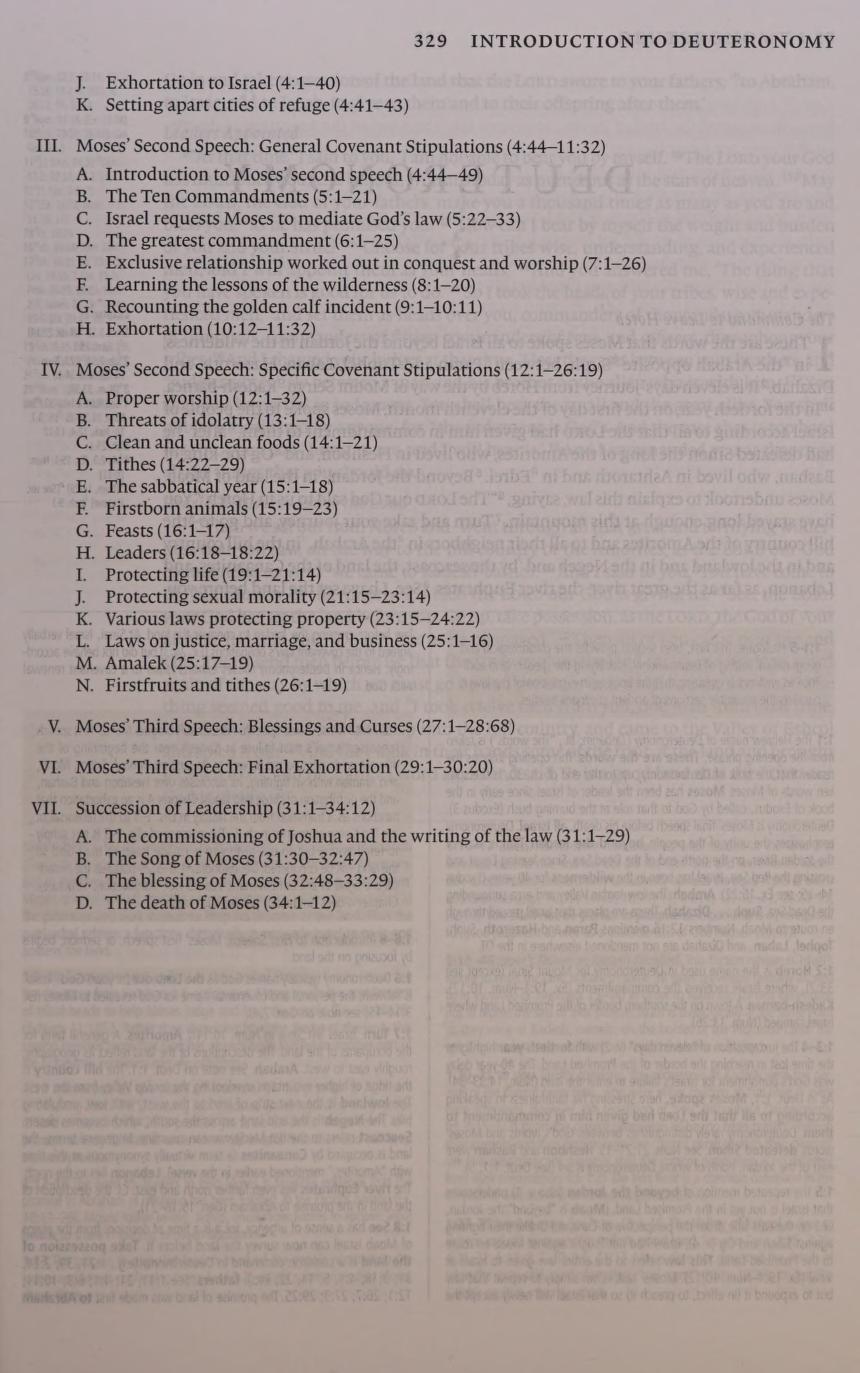 329 INTRODUCTION TO DEUTERONOMY
J. Exhortation to Israel (4:1–40)
K. Setting apart cities of refuge (4:41–43)
III. Moses’ Second Speech: General Covenant Stipulations (4:44–11:32)
A. Introduction to Moses’ second speech (4:44–49)
B. The Ten Commandments (5:1–21)
C. Israel requests Moses to mediate God’s law (5:22–33)
D. The greatest commandment (6:1–25)
E. Exclusive relationship worked out in conquest and worship (7:1–26)
F. Learning the lessons of the wilderness (8:1–20)
G. Recounting the golden calf incident (9:1–10:11)
H. Exhortation (10:12–11:32)
IV. Moses’ Second Speech: Specific Covenant Stipulations (12:1–26:19)
A. Proper worship (12:1–32)
B. Threats of idolatry (13:1–18)
C. Clean and unclean foods (14:1–21)
D. Tithes (14:22–29)
E. The sabbatical year (15:1–18)
F. Firstborn animals (15:19–23)
G. Feasts (16:1–17)
H. Leaders (16:18–18:22)
I. Protecting life (19:1–21:14)
J. Protecting sexual morality (21:15–23:14)
K. Various laws protecting property (23:15–24:22)
L. Laws on justice, marriage, and business (25:1–16)
M. Amalek (25:17–19)
N. Firstfruits and tithes (26:1–19)
V. Moses’ Third Speech: Blessings and Curses (27:1–28:68)
VI. Moses’ Third Speech: Final Exhortation (29:1–30:20)
VII. Succession of Leadership (31:1–34:12)
A. The commissioning of Joshua and the writing of the law (31:1–29)
B. The Song of Moses (31:30–32:47)
C. The blessing of Moses (32:48–33:29)
D. The death of Moses (34:1–12)